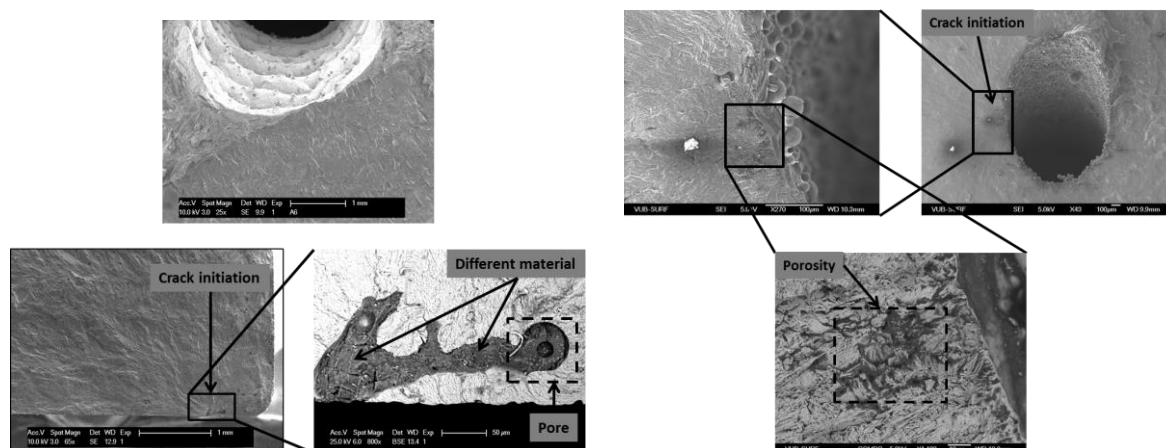 Acc.V Spot Magn Det WD Exp 1 mm
10.0 kV 3.0 25x SE 9.9 1 A6
Crack initiation
Acc.V Spot Magn Det WD Exp 1 mm
10.0 kV 3.0 65x SE 12.9 1
Different material
Pore
Acc.V Spot Magn Det WD Exp 50 µm
25.0 kV 6.0 800x BSE 13.4 1
VUB-SURF SEI 5.0kV X270 100µm WD 10.3mm
Crack initiation
VUB-SURF SEI 5.0kV X43 100µm WD 9.9mm
Porosity